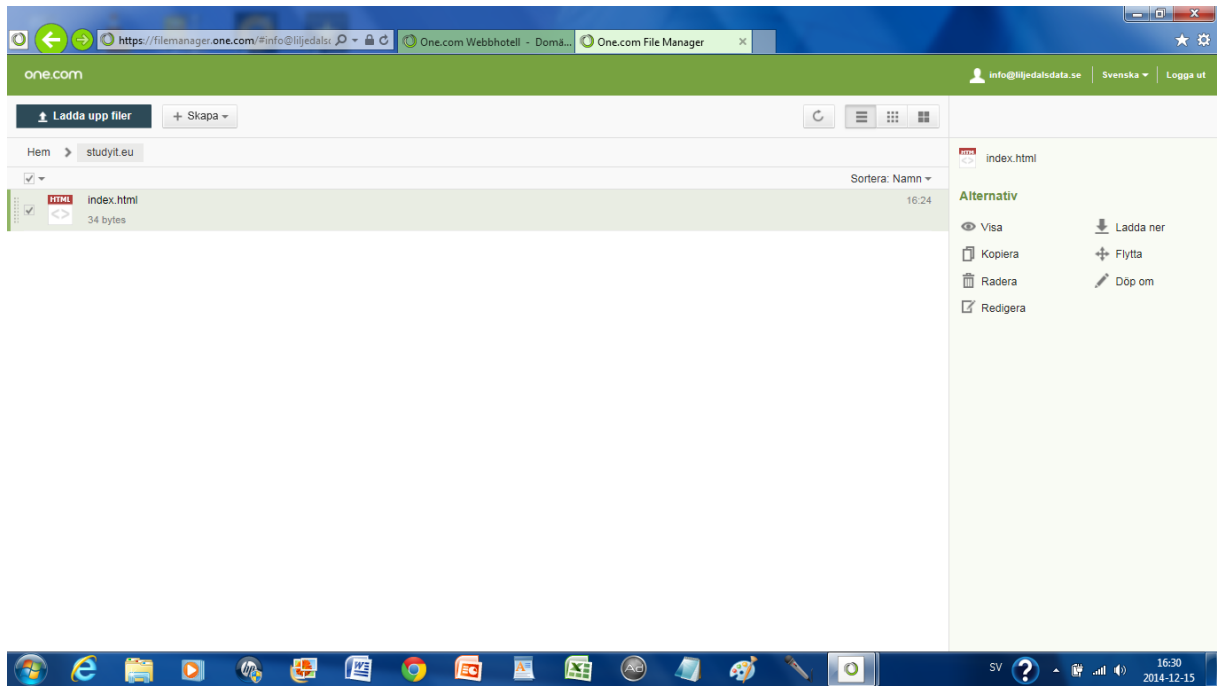 https://filemanager.one.com/#info@liljedalsc
One.com Webbhotell - Domä...
One.com File Manager
one.com
info@liljedalsdata.se
Svenska
Logga ut
Ladda upp filer
+ Skapa
Hem > studyit.eu
Sortera: Namn
HTML
index.html
16:24
34 bytes
HTML
index.html
Alternativ
Visa
Ladda ner
Kopiera
Flytta
Radera
Döp om
Redigera
SV
16:30
2014-12-15